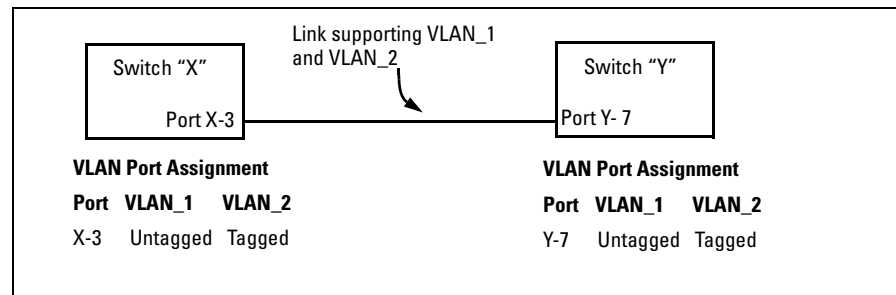 Link supporting VLAN_1
and VLAN_2
Switch “X”
Port X-3
Switch “Y”
Port Y- 7
VLAN Port Assignment
Port VLAN_1 VLAN_2
X-3 Untagged Tagged
VLAN Port Assignment
Port VLAN_1 VLAN_2
Y-7 Untagged Tagged